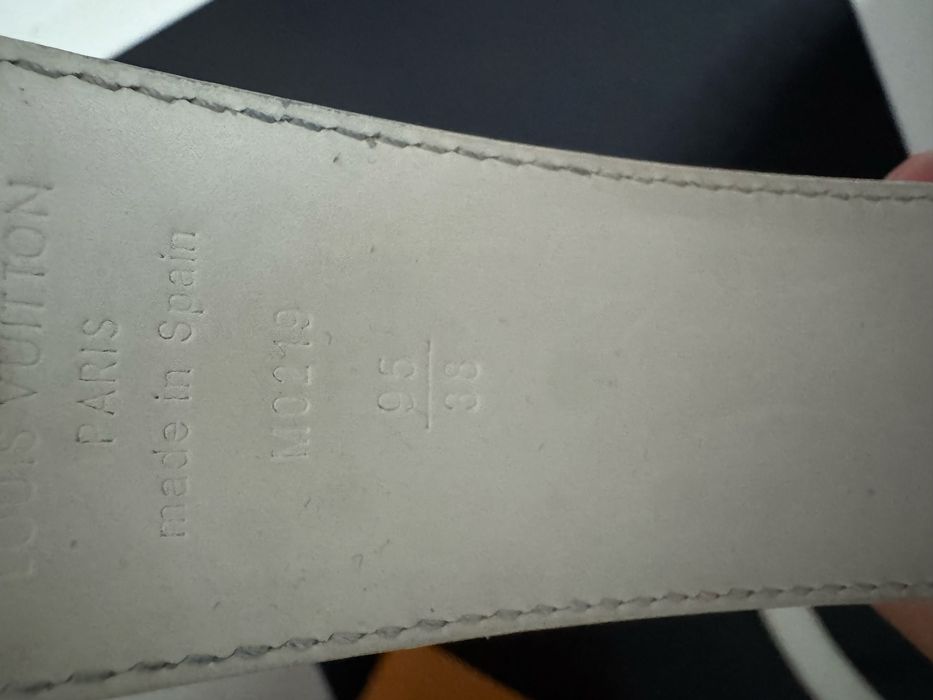 LOUIS VUITTON
PARIS
made in Spain
M0219
95
38